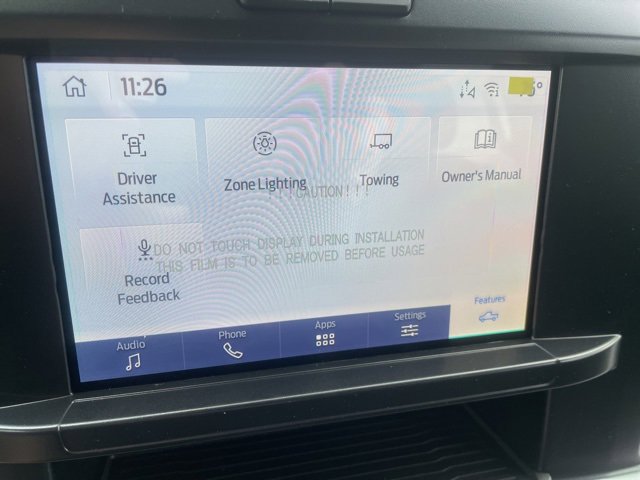 11:26
Driver
Assistance
Zone Lighting
Towing
Owner's Manual
!!!CAUTION!!!
DO NOT TOUCH DISPLAY DURING INSTALLATION
THIS FILM IS TO BE REMOVED BEFORE USAGE
Record
Feedback
Audio
Phone
Apps
Settings
Features